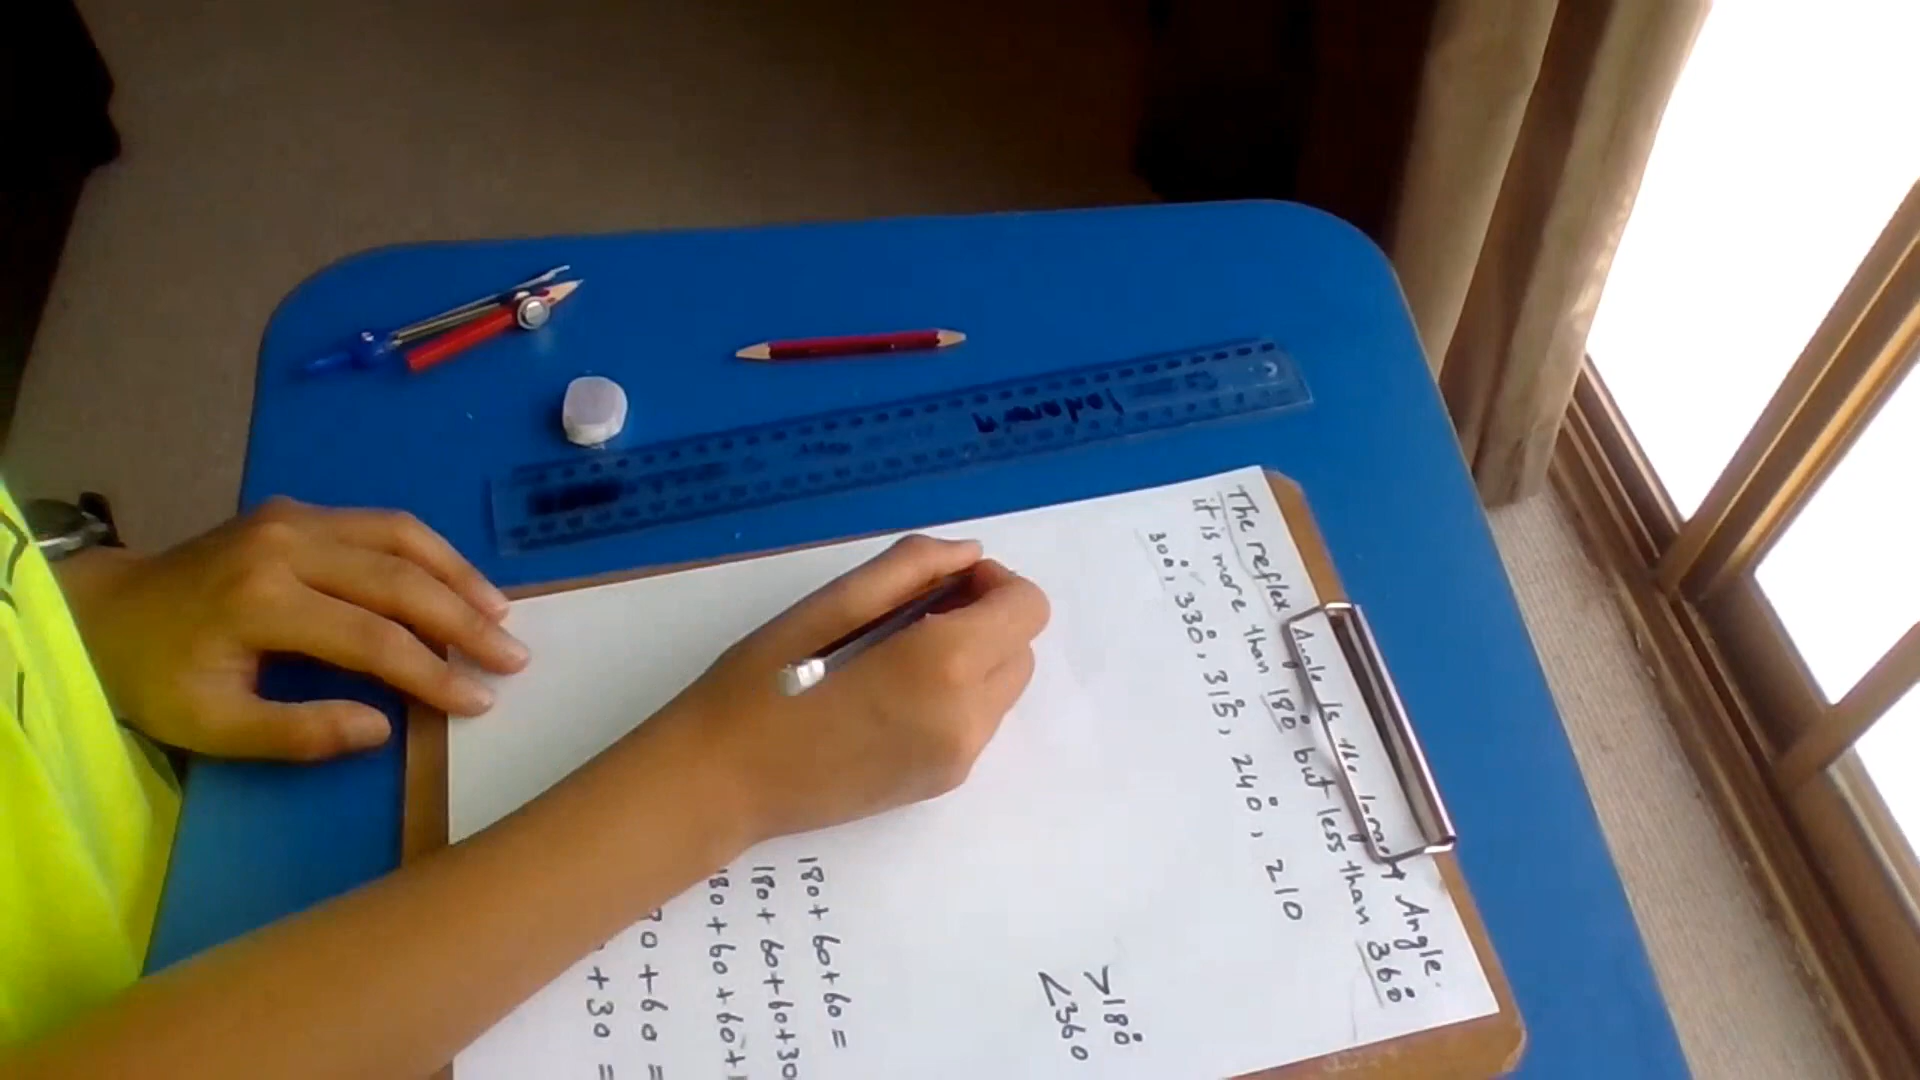 The reflex Angle is the largest Angle.
it is more than 180° but less than 360°
300°, 330°, 315°, 240°, 210
>180°
<360
180+60+60=
180+60+60+30
180+60+60+
+60=
+30=